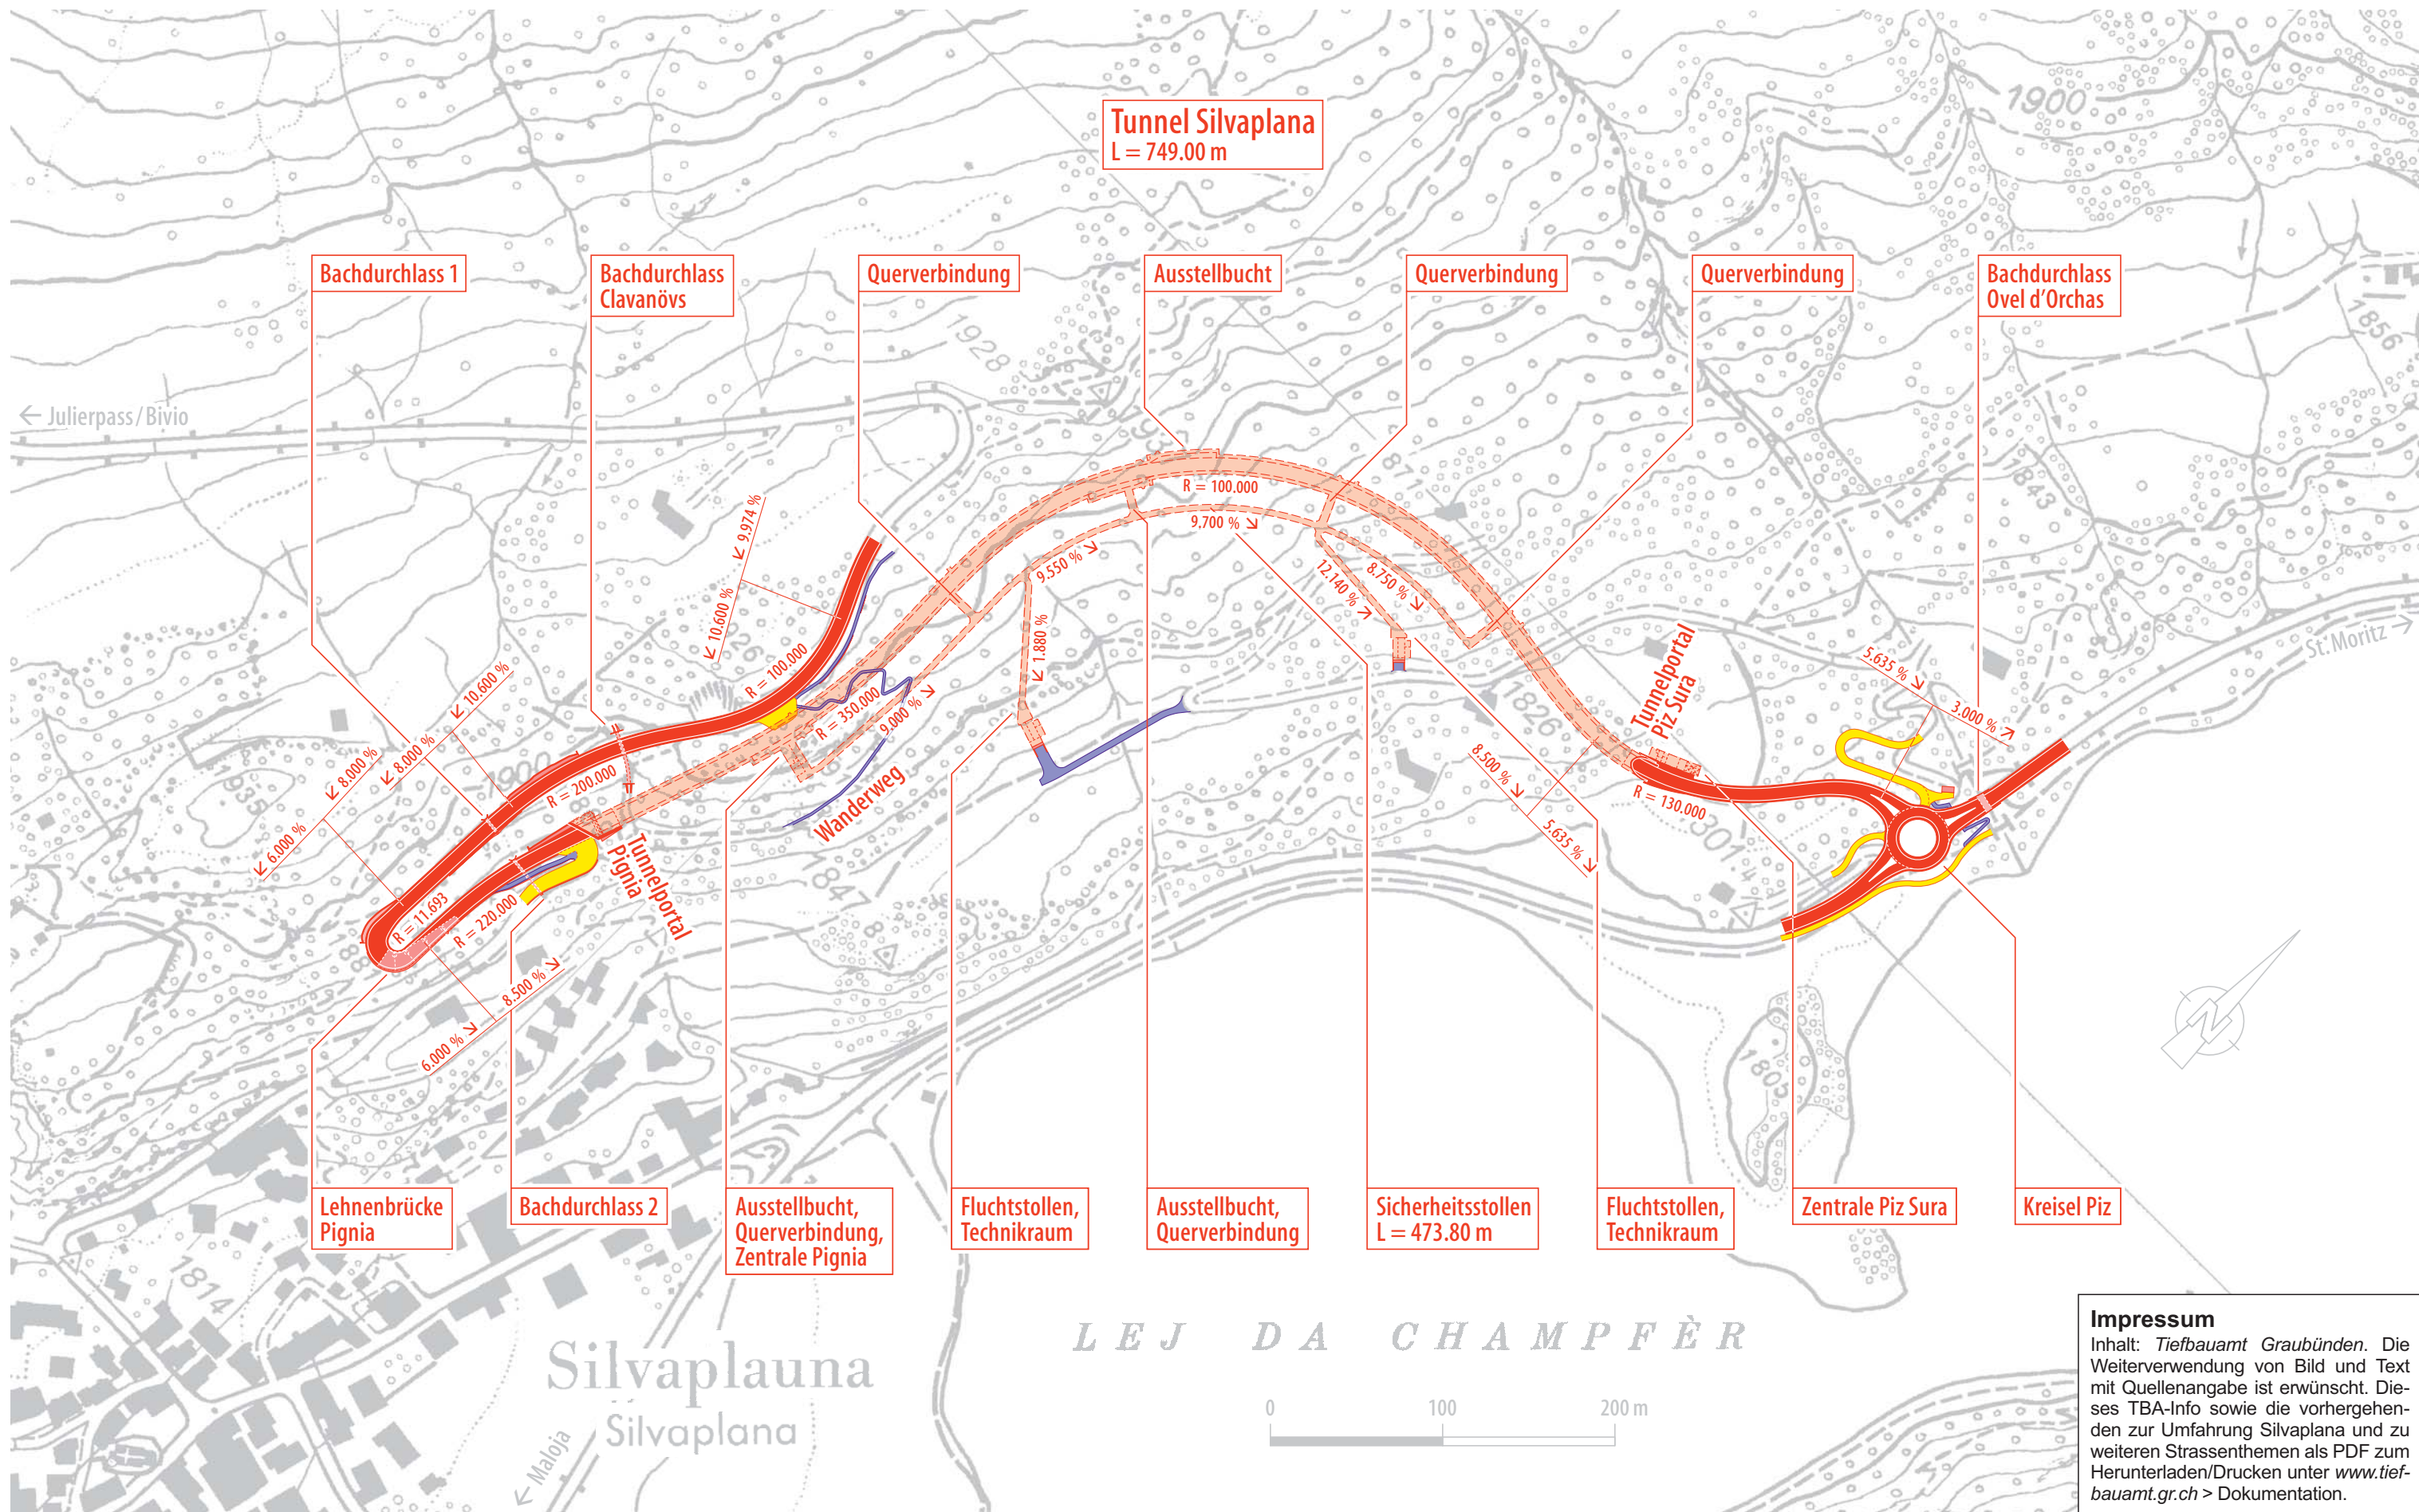 Tunnel Silvaplana
L = 749.00 m
1900
Bachdurchlass 1
Bachdurchlass
Clavanövs
Querverbindung
Ausstellbucht
Querverbindung
Querverbindung
Bachdurchlass
Ovel d'Orchas
1856
1928
← Julierpass/Bivio
1843
R = 100.000
9.700 % ↘
9.550 % ↘
↙ 9.974 %
↙ 10.600 %
12.140 % ↘
8.750 % ↘
↙ 1.880 %
St. Moritz →
R = 100.000
R = 350.000
9.000 % ↘
Tunnelportal
Piz Sura
1826
5.635 % ↘
3.000 % ↗
↙ 10.600 %
↙ 8.000 %
↙ 8.000 %
↙ 6.000 %
1900
1935
R = 200.000
8.500 % ↘
5.635 % ↘
R = 130.000
Wanderweg
Tunnelportal
Pignia
R = 11.693
R = 220.000
8.500 % ↘
6.000 % ↘
1805
N
Lehnenbrücke
Pignia
Bachdurchlass 2
Ausstellbucht,
Querverbindung,
Zentrale Pignia
Fluchtstollen,
Technikraum
Ausstellbucht,
Querverbindung
Sicherheitsstollen
L = 473.80 m
Fluchtstollen,
Technikraum
Zentrale Piz Sura
Kreisel Piz
1814
LEJ DA CHAMPFÈR
Silvaplauna
Silvaplana
← Maloja
0 100 200 m
Impressum
Inhalt: Tiefbauamt Graubünden. Die
Weiterverwendung von Bild und Text
mit Quellenangabe ist erwünscht. Die-
ses TBA-Info sowie die vorhergehen-
den zur Umfahrung Silvaplana und zu
weiteren Strassenthemen als PDF zum
Herunterladen/Drucken unter www.tief-
bauamt.gr.ch > Dokumentation.